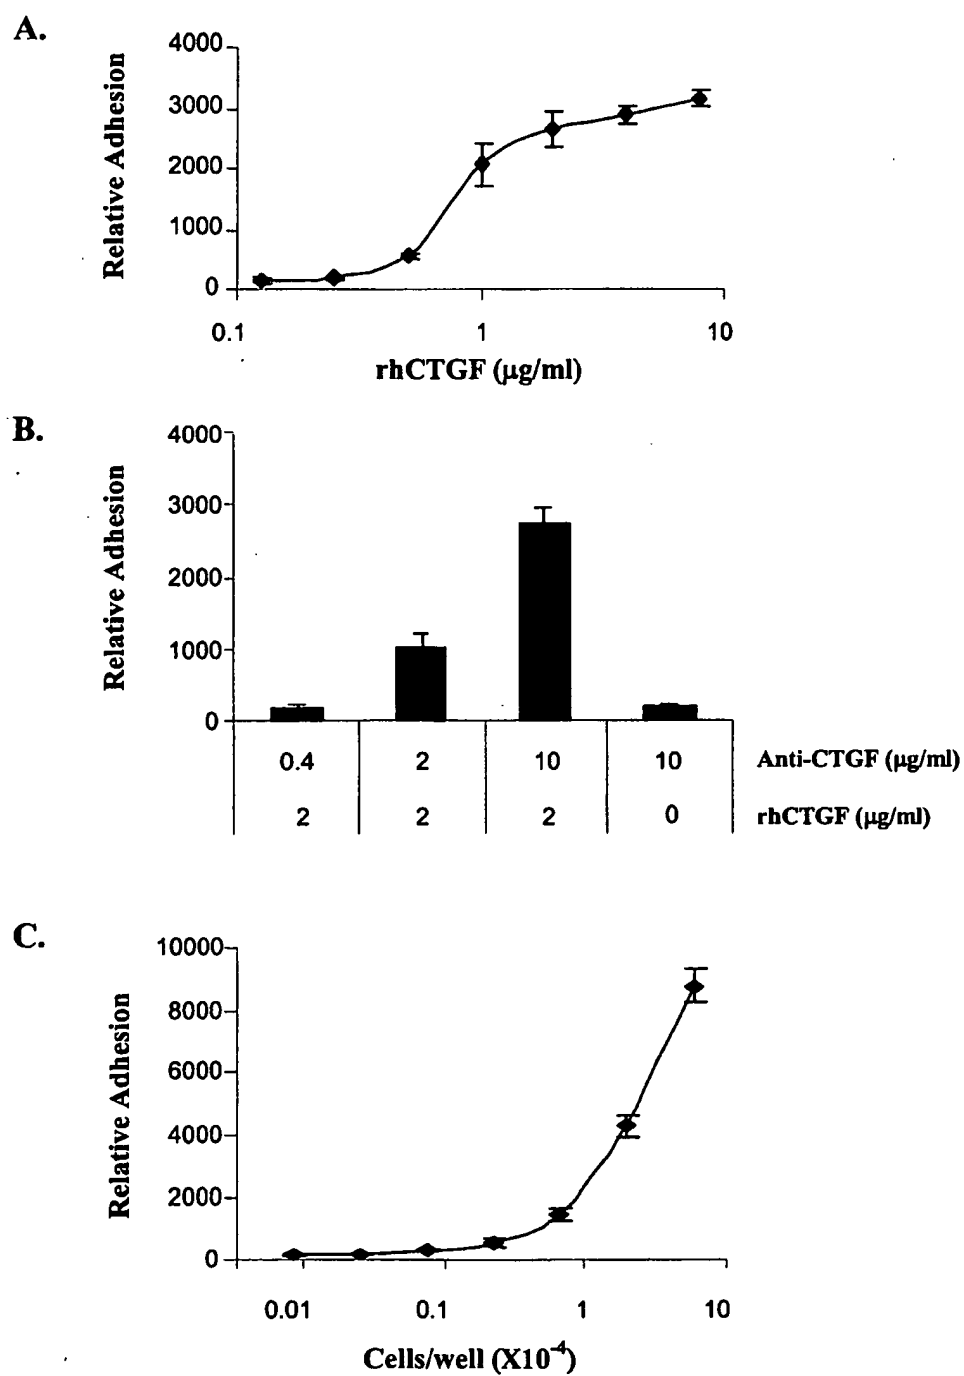 A.
Relative Adhesion
4000
3000
2000
1000
0
0.1 1 10
rhCTGF (µg/ml)
B.
Relative Adhesion
4000
3000
2000
1000
0
0.4 2 10 10 Anti-CTGF (µg/ml)
2 2 2 0 rhCTGF (µg/ml)
C.
Relative Adhesion
10000
8000
6000
4000
2000
0
0.01 0.1 1 10
Cells/well (X10⁻⁴)